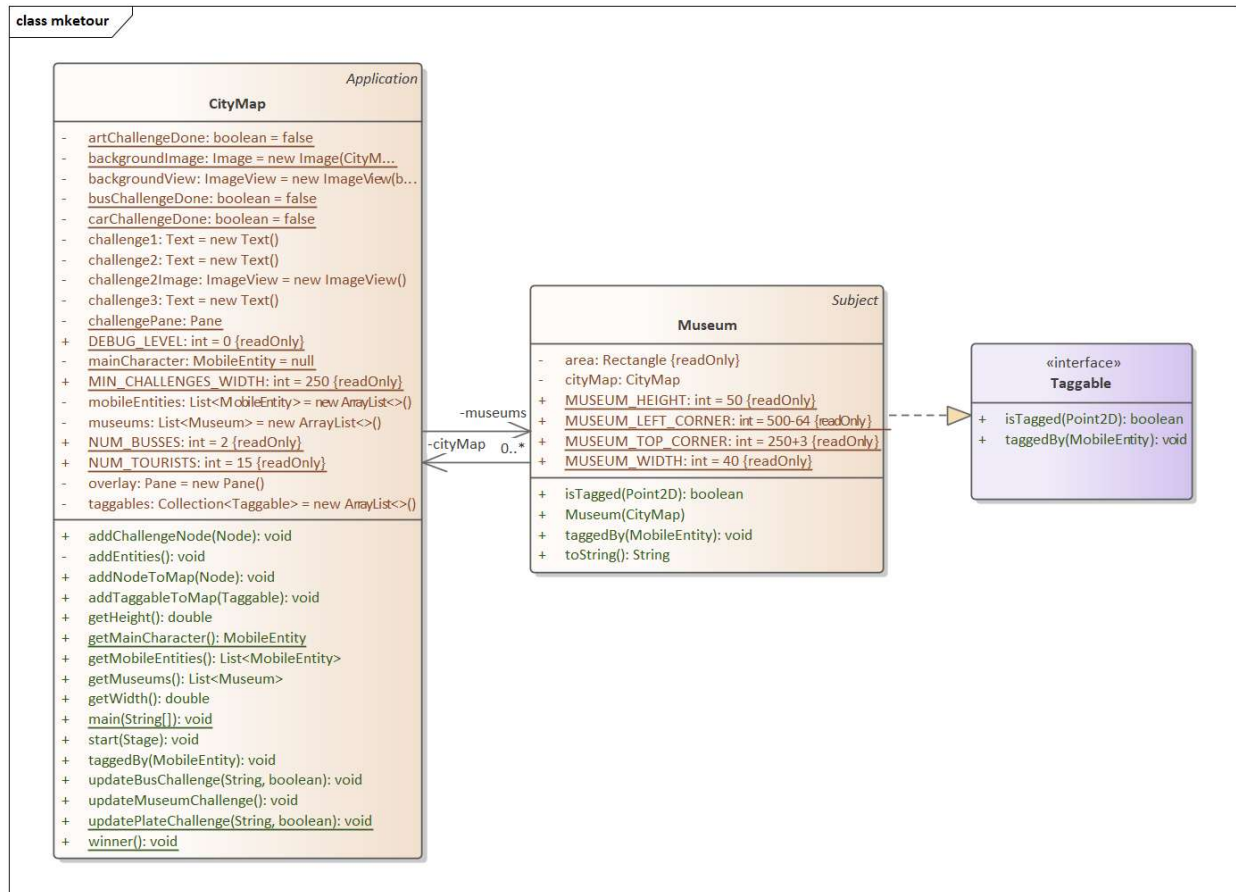 class mketour
Application
CityMap
- artChallengeDone: boolean = false
- backgroundImage: Image = new Image(CityM...
- backgroundView: ImageView = new ImageView(b...
- busChallengeDone: boolean = false
- carChallengeDone: boolean = false
- challenge1: Text = new Text()
- challenge2: Text = new Text()
- challenge2Image: ImageView = new ImageView()
- challenge3: Text = new Text()
- challengePane: Pane
+ DEBUG_LEVEL: int = 0 {readOnly}
- mainCharacter: MobileEntity = null
+ MIN_CHALLENGES_WIDTH: int = 250 {readOnly}
- mobileEntities: List<MobileEntity> = new ArrayList<>()
- museums: List<Museum> = new ArrayList<>()
+ NUM_BUSSES: int = 2 {readOnly}
+ NUM_TOURISTS: int = 15 {readOnly}
- overlay: Pane = new Pane()
- taggables: Collection<Taggable> = new ArrayList<>()
+ addChallengeNode(Node): void
- addEntities(): void
+ addNodeToMap(Node): void
+ addTaggableToMap(Taggable): void
+ getHeight(): double
+ getMainCharacter(): MobileEntity
+ getMobileEntities(): List<MobileEntity>
+ getMuseums(): List<Museum>
+ getWidth(): double
+ main(String[]): void
+ start(Stage): void
+ taggedBy(MobileEntity): void
+ updateBusChallenge(String, boolean): void
+ updateMuseumChallenge(): void
+ updatePlateChallenge(String, boolean): void
+ winner(): void
-museums
-cityMap
0..*
Subject
Museum
- area: Rectangle {readOnly}
- cityMap: CityMap
+ MUSEUM_HEIGHT: int = 50 {readOnly}
+ MUSEUM_LEFT_CORNER: int = 500-64 {readOnly}
+ MUSEUM_TOP_CORNER: int = 250+3 {readOnly}
+ MUSEUM_WIDTH: int = 40 {readOnly}
+ isTagged(Point2D): boolean
+ Museum(CityMap)
+ taggedBy(MobileEntity): void
+ toString(): String
«interface»
Taggable
+ isTagged(Point2D): boolean
+ taggedBy(MobileEntity): void